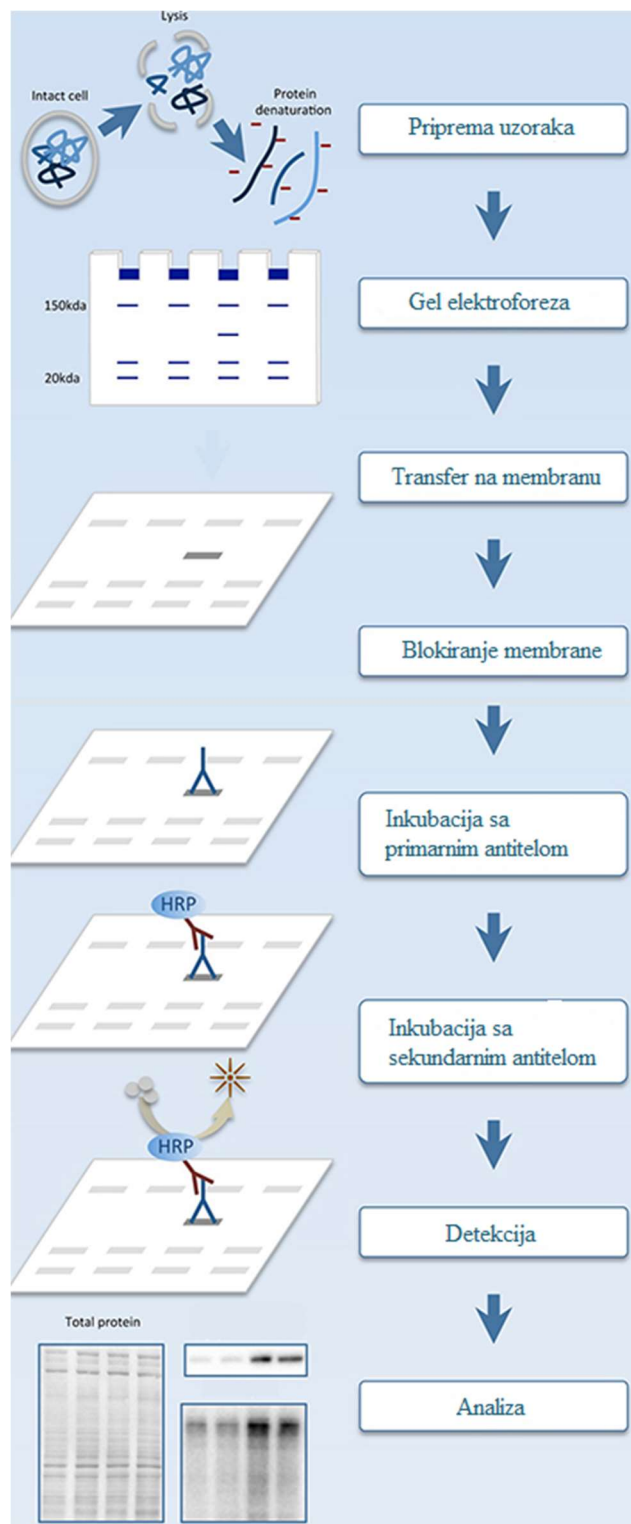 Lysis
Intact cell
Protein
denaturation
Priprema uzoraka
150kda
20kda
Gel elektroforeza
Transfer na membranu
Blokiranje membrane
Inkubacija sa
primarnim antitelom
HRP
Inkubacija sa
sekundarnim antitelom
HRP
Detekcija
Total protein
Analiza